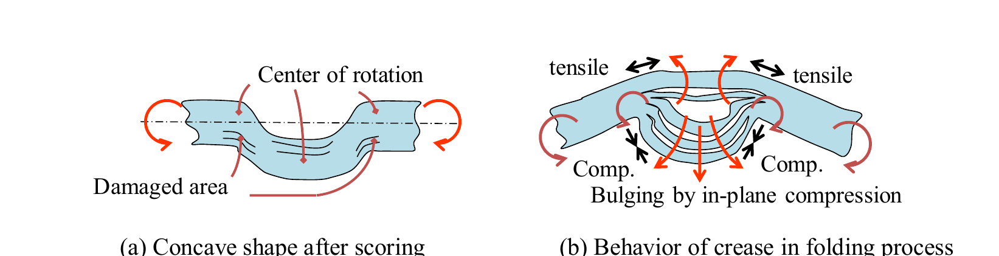 Center of rotation
Damaged area
(a) Concave shape after scoring
tensile
tensile
Comp.
Comp.
Bulging by in-plane compression
(b) Behavior of crease in folding process